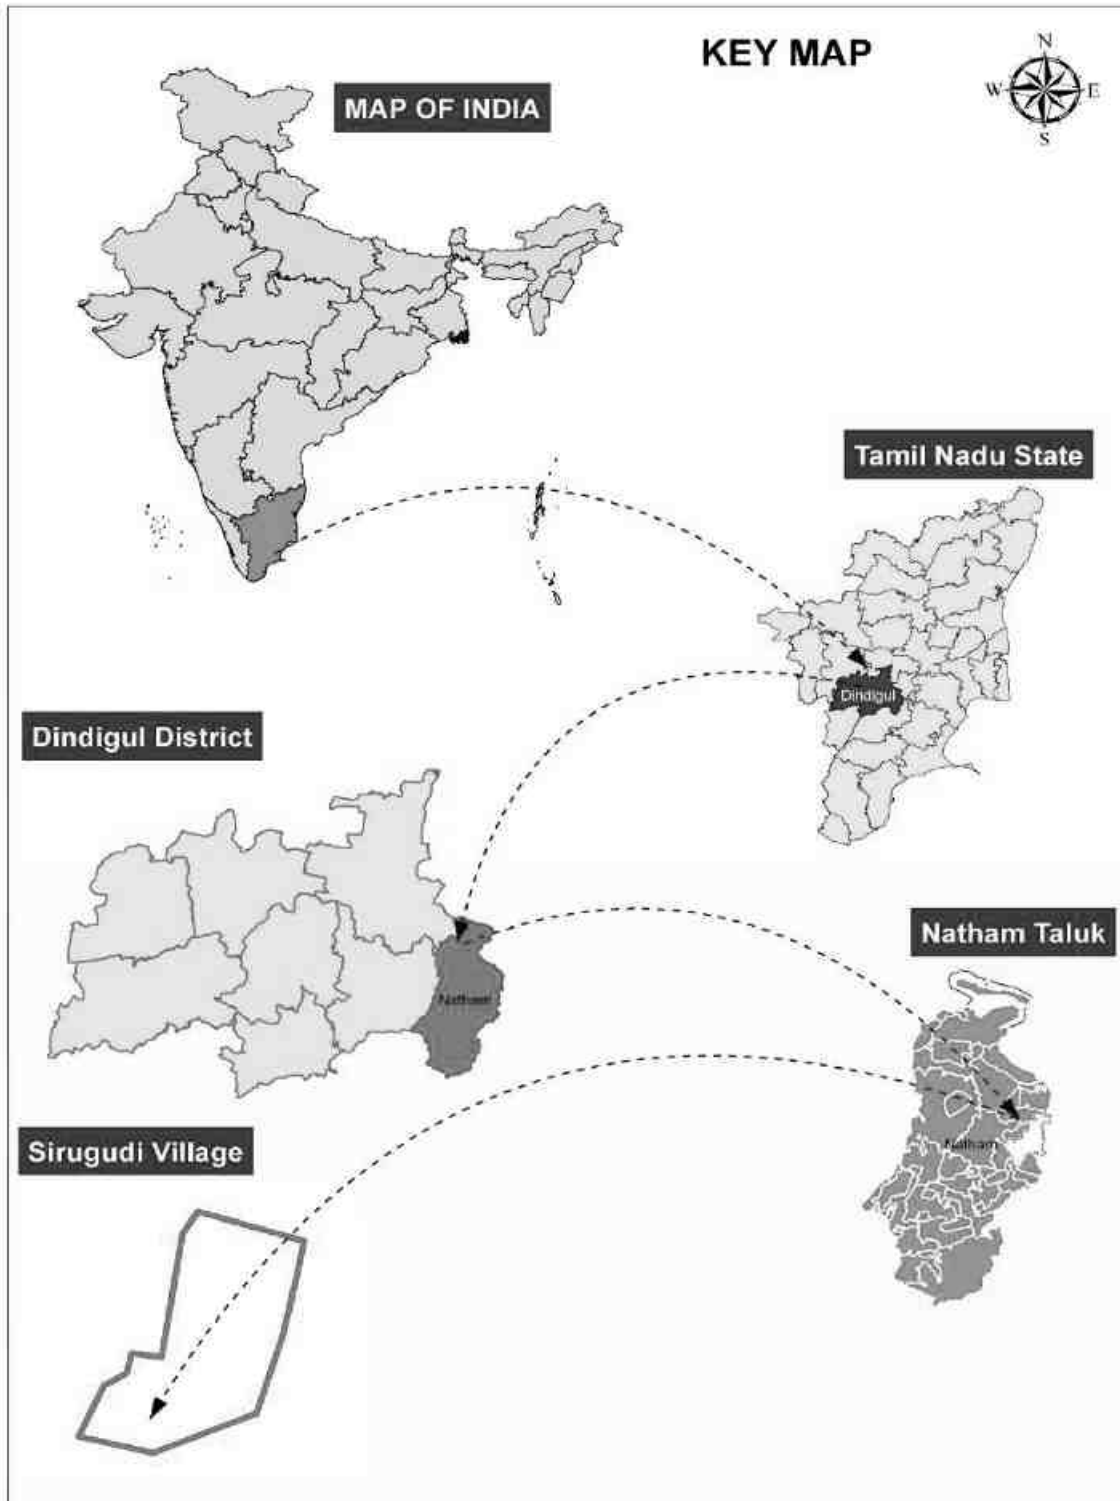 KEY MAP
N
W E
S
MAP OF INDIA
Tamil Nadu State
Dindigul
Dindigul District
Natham
Natham Taluk
Natham
Sirugudi Village